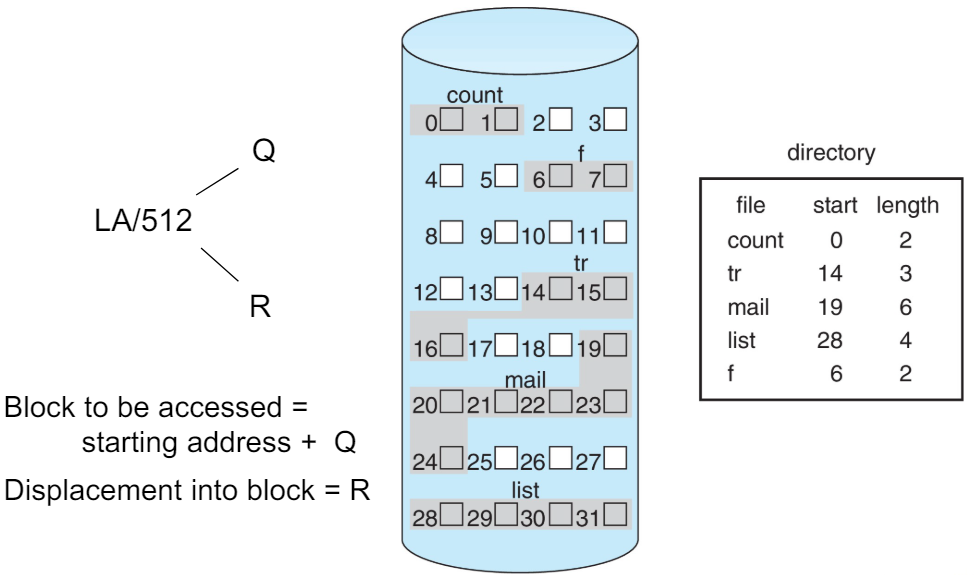 Q
LA/512
R
Block to be accessed =
starting address + Q
Displacement into block = R
count
0 1 2 3
f
4 5 6 7
8 9 10 11
tr
12 13 14 15
16 17 18 19
mail
20 21 22 23
24 25 26 27
list
28 29 30 31
directory
file start length
count 0 2
tr 14 3
mail 19 6
list 28 4
f 6 2